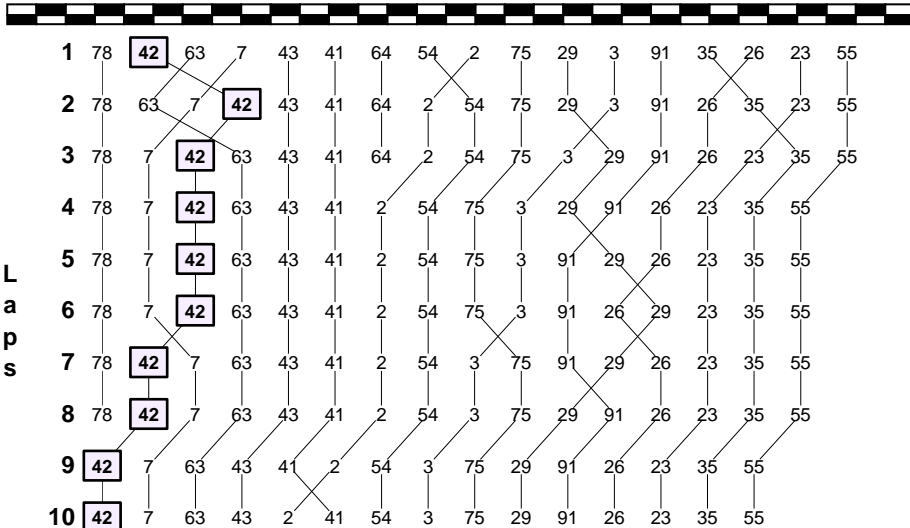 1 78 42 63 7 43 41 64 54 2 75 29 3 91 35 26 23 55
2 78 63 7 42 43 41 64 2 54 75 29 3 91 26 35 23 55
3 78 7 42 63 43 41 64 2 54 75 3 29 91 26 23 35 55
4 78 7 42 63 43 41 2 54 75 3 29 91 26 23 35 55
5 78 7 42 63 43 41 2 54 75 3 91 29 26 23 35 55
6 78 7 42 63 43 41 2 54 75 3 91 26 29 23 35 55
7 78 42 7 63 43 41 2 54 3 75 91 29 26 23 35 55
8 78 42 7 63 43 41 2 54 3 75 29 91 26 23 35 55
9 42 7 63 43 41 2 54 3 75 29 91 26 23 35 55
10 42 7 63 43 2 41 54 3 75 29 91 26 23 35 55
Laps